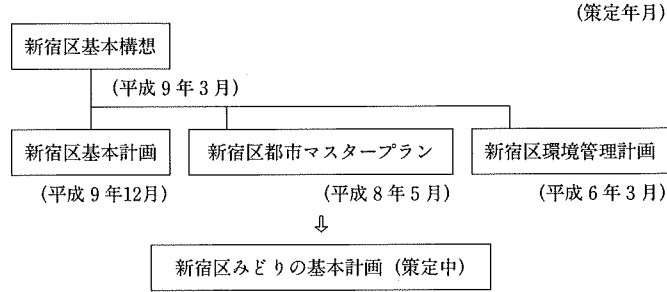 (策定年月)
新宿区基本構想
(平成9年3月)
新宿区基本計画 新宿区都市マスタープラン 新宿区環境管理計画
(平成9年12月) (平成8年5月) (平成6年3月)
⇩
新宿区みどりの基本計画 (策定中)